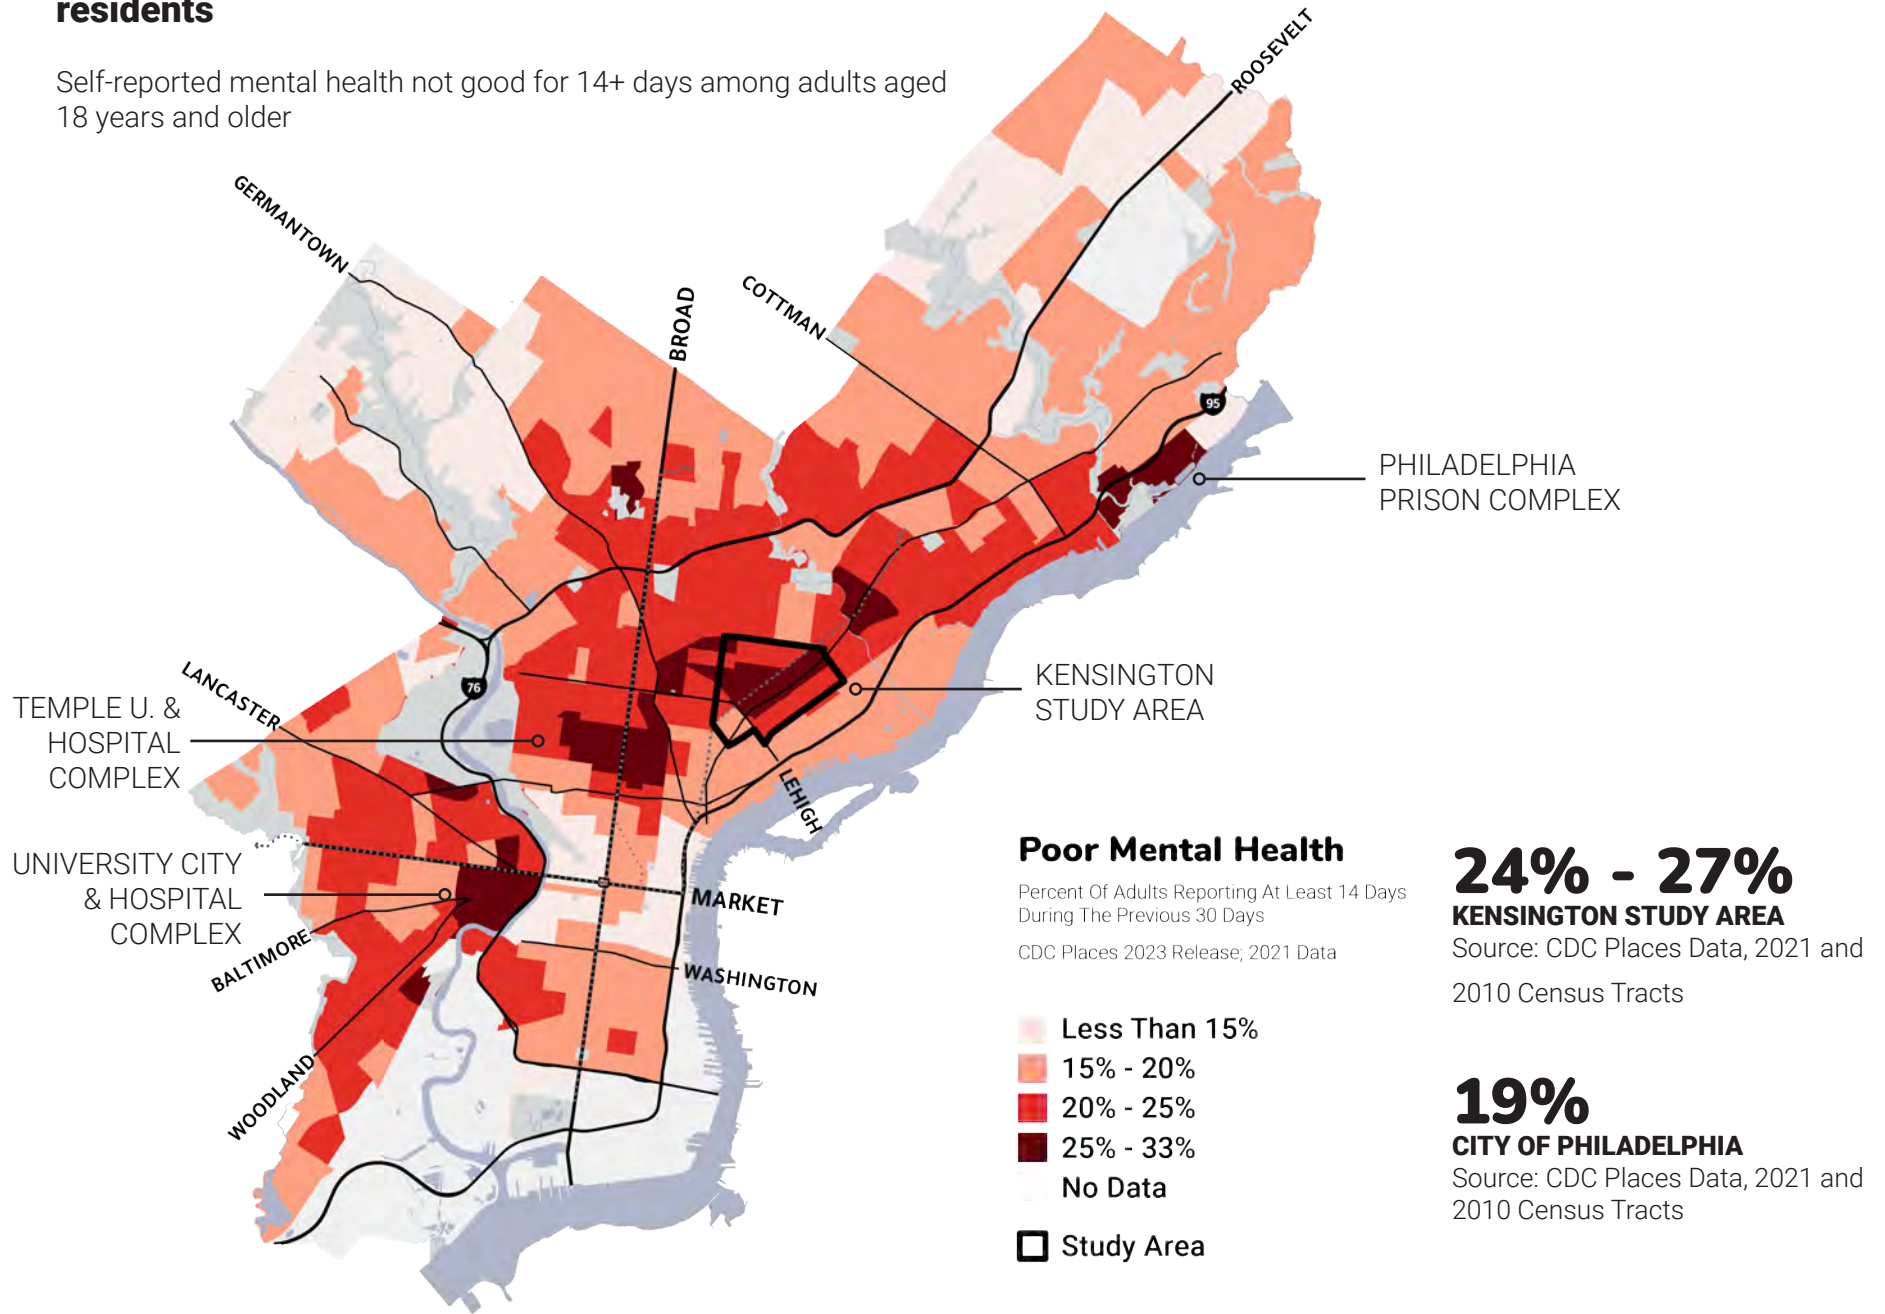 residents
Self-reported mental health not good for 14+ days among adults aged
18 years and older
ROOSEVELT
GERMANTOWN
BROAD
COTTMAN
95
PHILADELPHIA
PRISON COMPLEX
KENSINGTON
STUDY AREA
LANCASTER
76
TEMPLE U. &
HOSPITAL
COMPLEX
LEHIGH
UNIVERSITY CITY
& HOSPITAL
COMPLEX
MARKET
BALTIMORE
WASHINGTON
WOODLAND
Poor Mental Health
Percent Of Adults Reporting At Least 14 Days
During The Previous 30 Days
CDC Places 2023 Release; 2021 Data
Less Than 15%
15% - 20%
20% - 25%
25% - 33%
No Data
Study Area
24% - 27%
KENSINGTON STUDY AREA
Source: CDC Places Data, 2021 and
2010 Census Tracts
19%
CITY OF PHILADELPHIA
Source: CDC Places Data, 2021 and
2010 Census Tracts